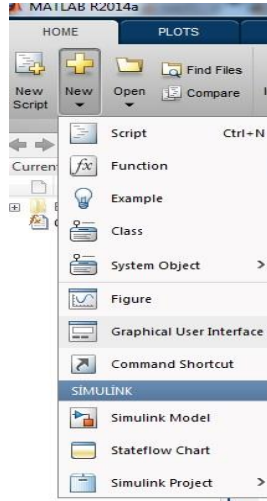 MATLAB R2014a
HOME PLOTS
New Script
New
Open
Find Files
Compare
Curren
Script Ctrl+N
Function
Example
Class
System Object >
Figure
Graphical User Interface
Command Shortcut
SİMULİNK
Simulink Model
Stateflow Chart
Simulink Project >